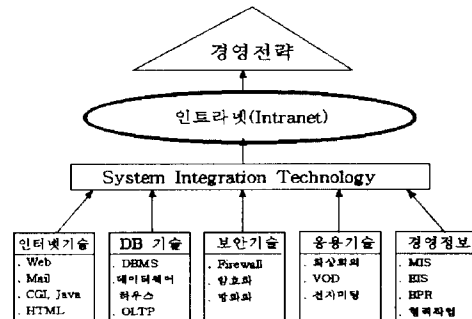 경영전략
인트라넷(Intranet)
System Integration Technology
인터넷기술
. Web
. Mail
. CGI, Java
. HTML
DB 기술
. DBMS
. 데이터웨어
하우스
. OLTP
보안기술
. Firewall
. 암호화
. 방화벽
응용기술
. 화상회의
. VOD
. 전자미팅
경영정보
. MIS
. EIS
. BPR
. 협력작업